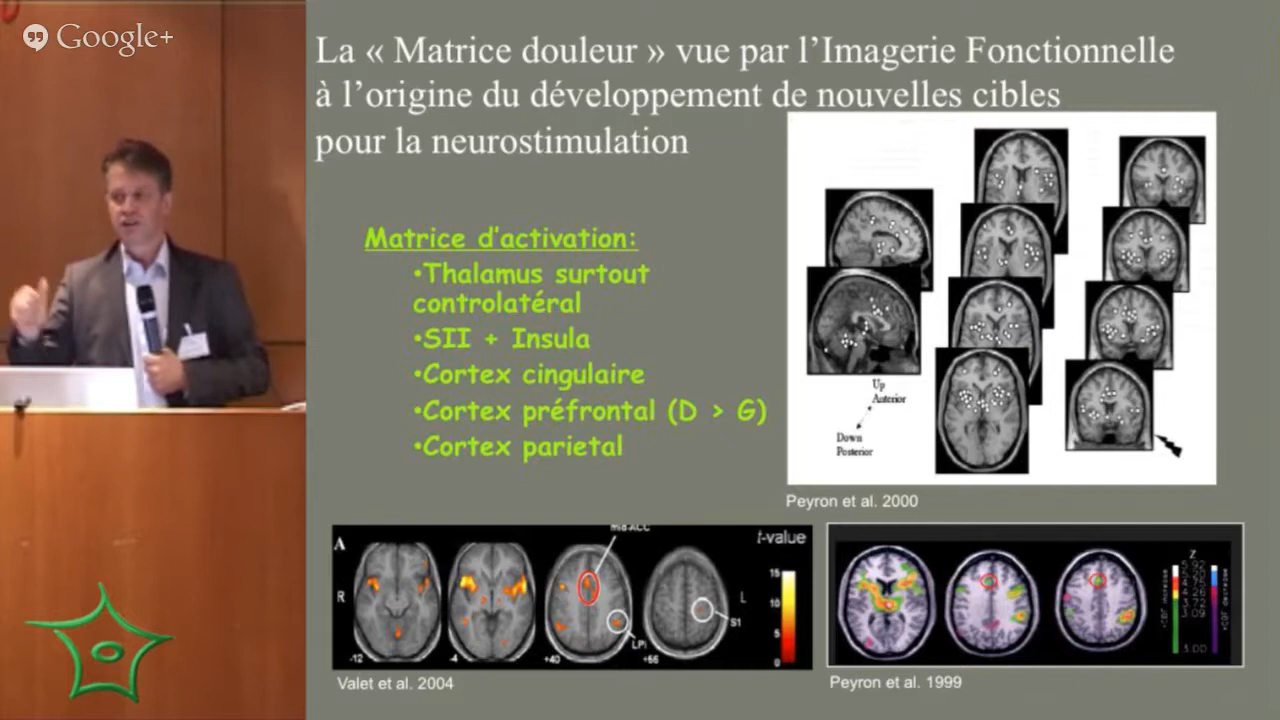 Google+
La « Matrice douleur » vue par l’Imagerie Fonctionnelle
à l’origine du développement de nouvelles cibles
pour la neurostimulation
Matrice d’activation:
•Thalamus surtout
controlatéral
•SII + Insula
•Cortex cingulaire
•Cortex préfrontal (D > G)
•Cortex parietal
Up
Anterior
Down
Posterior
Peyron et al. 2000
A
R
-12
-4
+40
+56
ACC
LPi
S1
L
t-value
15
10
5
0
Valet et al. 2004
Z
3.00
Peyron et al. 1999